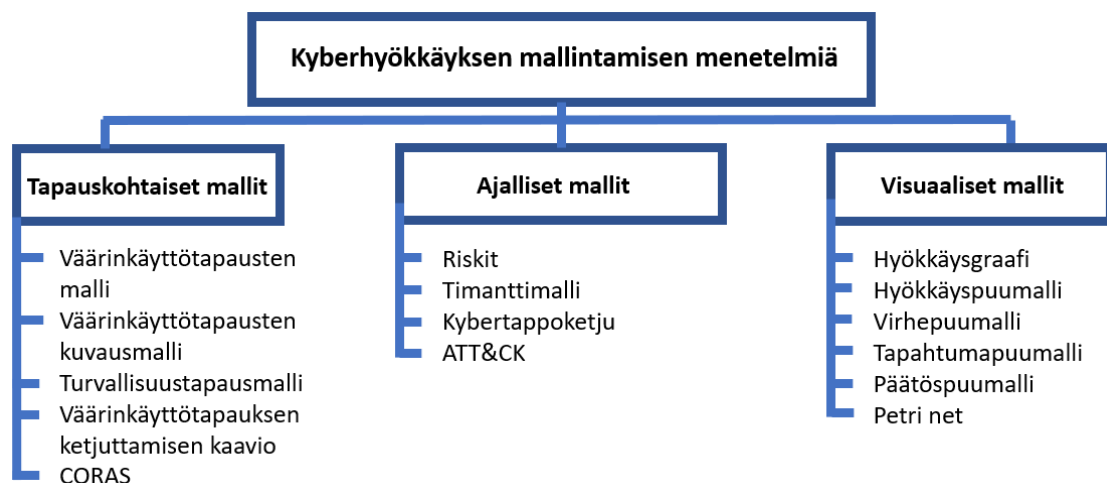 Kyberhyökkäyksen mallintamisen menetelmiä
Tapauskohtaiset mallit
Väärinkäyttötapausten
malli
Väärinkäyttötapausten
kuvausmalli
Turvallisuustapausmalli
Väärinkäyttötapauksen
ketjuttamisen kaavio
CORAS
Ajalliset mallit
Riskit
Timanttimalli
Kybertappoketju
ATT&CK
Visuaaliset mallit
Hyökkäysgraafi
Hyökkäyspuumalli
Virhepuumalli
Tapahtumapuumalli
Päätöspuumalli
Petri net